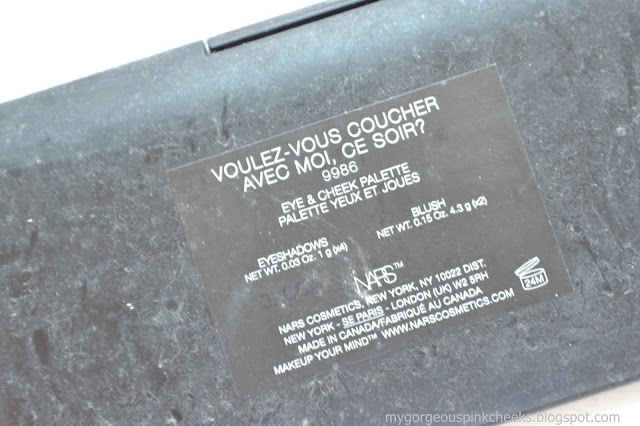 VOULEZ-VOUS COUCHER
AVEC MOI, CE SOIR?
9986
EYE & CHEEK PALETTE
PALETTE YEUX ET JOUES
EYESHADOWS
NET WT. 0.03 Oz. 1 g (x4)
BLUSH
NET WT. 0.15 Oz. 4.3 g (x2)
NARS™
NARS COSMETICS, NEW YORK, NY 10022 DIST.
NEW YORK - SE PARIS - LONDON (UK) W2 5RH
MADE IN CANADA/FABRIQUÉ AU CANADA
MAKEUP YOUR MIND™ WWW.NARSCOSMETICS.COM
24M
mygorgeouspinkcheeks.blogspot.com